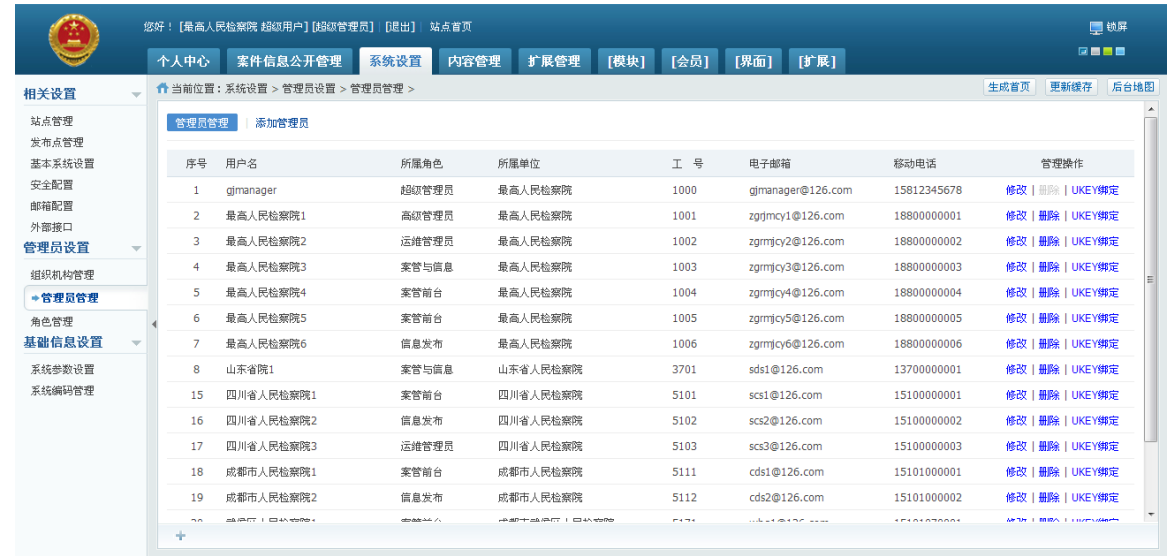 您好！ [最高人民检察院 超级用户] [超级管理员] | [退出] | 站点首页
锁屏
个人中心 案件信息公开管理 系统设置 内容管理 扩展管理 [模块] [会员] [界面] [扩展]
相关设置
当前位置：系统设置 > 管理员设置 > 管理员管理 >
生成首页 更新缓存 后台地图
站点管理
发布点管理
基本系统设置
安全配置
邮箱配置
外部接口
管理员设置
组织机构管理
管理员管理
角色管理
基础信息设置
系统参数设置
系统编码管理
管理员管理 | 添加管理员
序号 用户名 所属角色 所属单位 工 号 电子邮箱 移动电话 管理操作
1 gjmanager 超级管理员 最高人民检察院 1000 gjmanager@126.com 15812345678 修改 | 删除 | UKEY绑定
2 最高人民检察院1 高级管理员 最高人民检察院 1001 zgrjmcy1@126.com 18800000001 修改 | 删除 | UKEY绑定
3 最高人民检察院2 运维管理员 最高人民检察院 1002 zgrmjcy2@126.com 18800000002 修改 | 删除 | UKEY绑定
4 最高人民检察院3 案管与信息 最高人民检察院 1003 zgrmjcy3@126.com 18800000003 修改 | 删除 | UKEY绑定
5 最高人民检察院4 案管前台 最高人民检察院 1004 zgrmjcy4@126.com 18800000004 修改 | 删除 | UKEY绑定
6 最高人民检察院5 案管前台 最高人民检察院 1005 zgrmjcy5@126.com 18800000005 修改 | 删除 | UKEY绑定
7 最高人民检察院6 信息发布 最高人民检察院 1006 zgrmjcy6@126.com 18800000006 修改 | 删除 | UKEY绑定
8 山东省院1 案管与信息 山东省人民检察院 3701 sds1@126.com 13700000001 修改 | 删除 | UKEY绑定
15 四川省人民检察院1 案管前台 四川省人民检察院 5101 scs1@126.com 15100000001 修改 | 删除 | UKEY绑定
16 四川省人民检察院2 信息发布 四川省人民检察院 5102 scs2@126.com 15100000002 修改 | 删除 | UKEY绑定
17 四川省人民检察院3 运维管理员 四川省人民检察院 5103 scs3@126.com 15100000003 修改 | 删除 | UKEY绑定
18 成都市人民检察院1 案管前台 成都市人民检察院 5111 cds1@126.com 15101000001 修改 | 删除 | UKEY绑定
19 成都市人民检察院2 信息发布 成都市人民检察院 5112 cds2@126.com 15101000002 修改 | 删除 | UKEY绑定